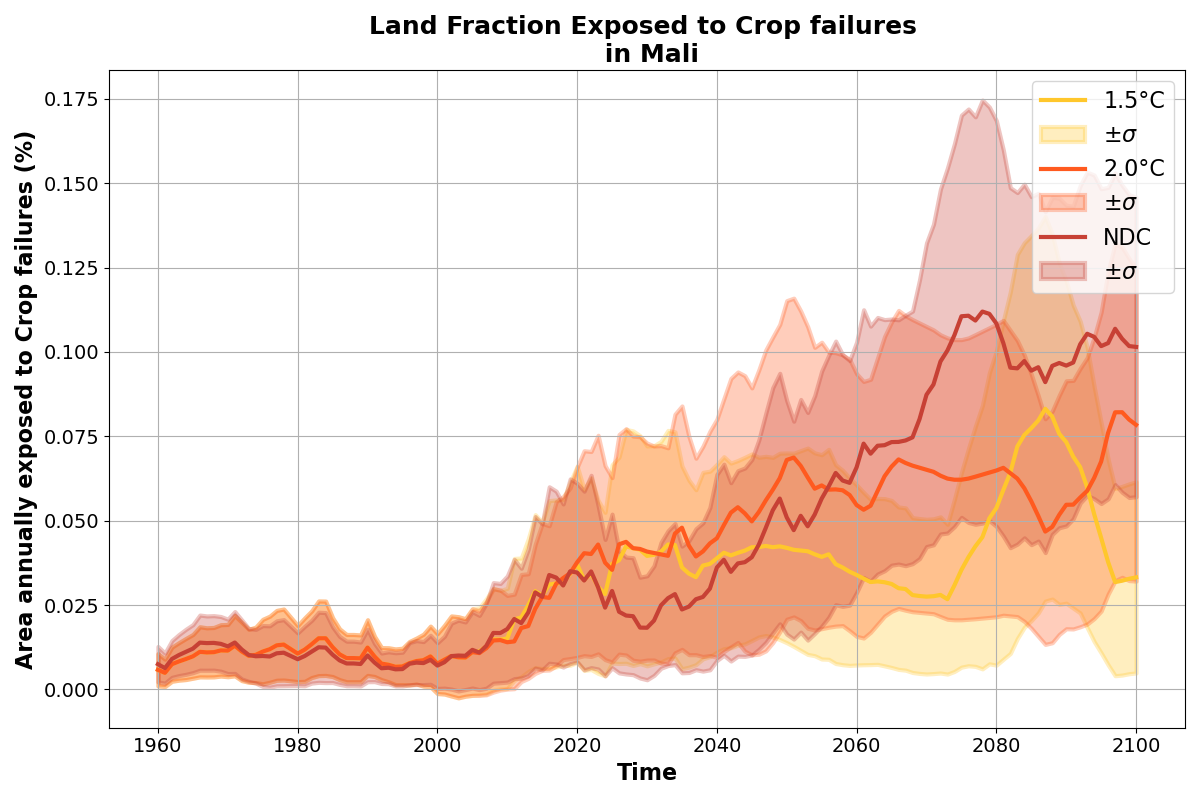 Land Fraction Exposed to Crop failures
in Mali
Area annually exposed to Crop failures (%)
0.175
0.150
0.125
0.100
0.075
0.050
0.025
0.000
1.5°C
±σ
2.0°C
±σ
NDC
±σ
1960
1980
2000
2020
2040
2060
2080
2100
Time